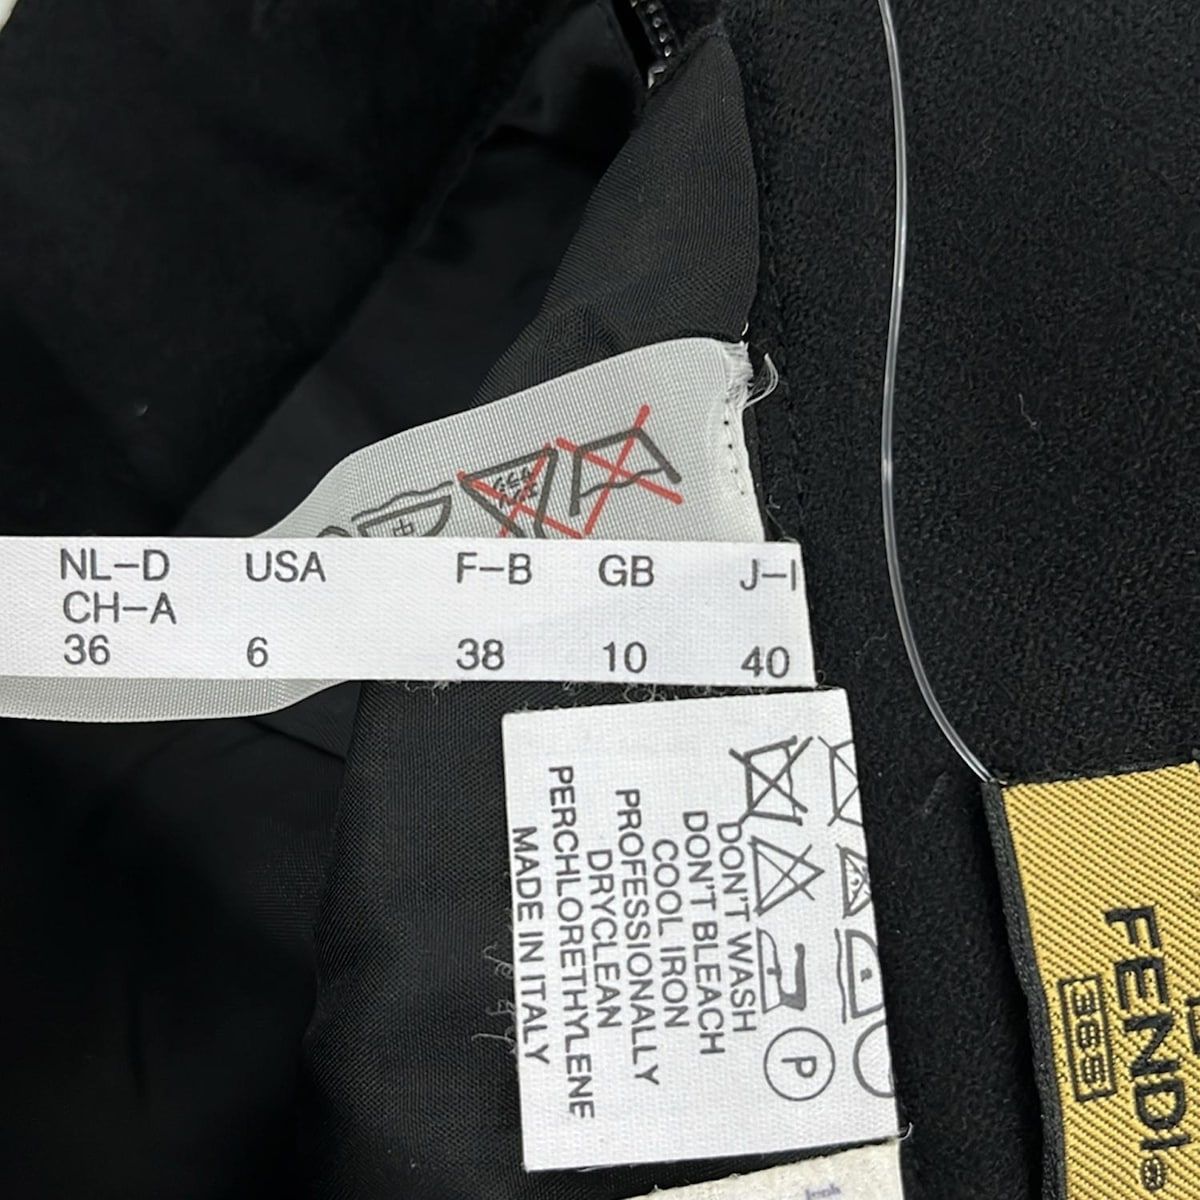 NL–D USA F–B GB J–I
CH–A
36 6 38 10 40
DON'T WASH
DON'T BLEACH
COOL IRON
PROFESSIONALLY
DRYCLEAN
PERCHLORETHYLENE
MADE IN ITALY
P
FENDI®
365
中